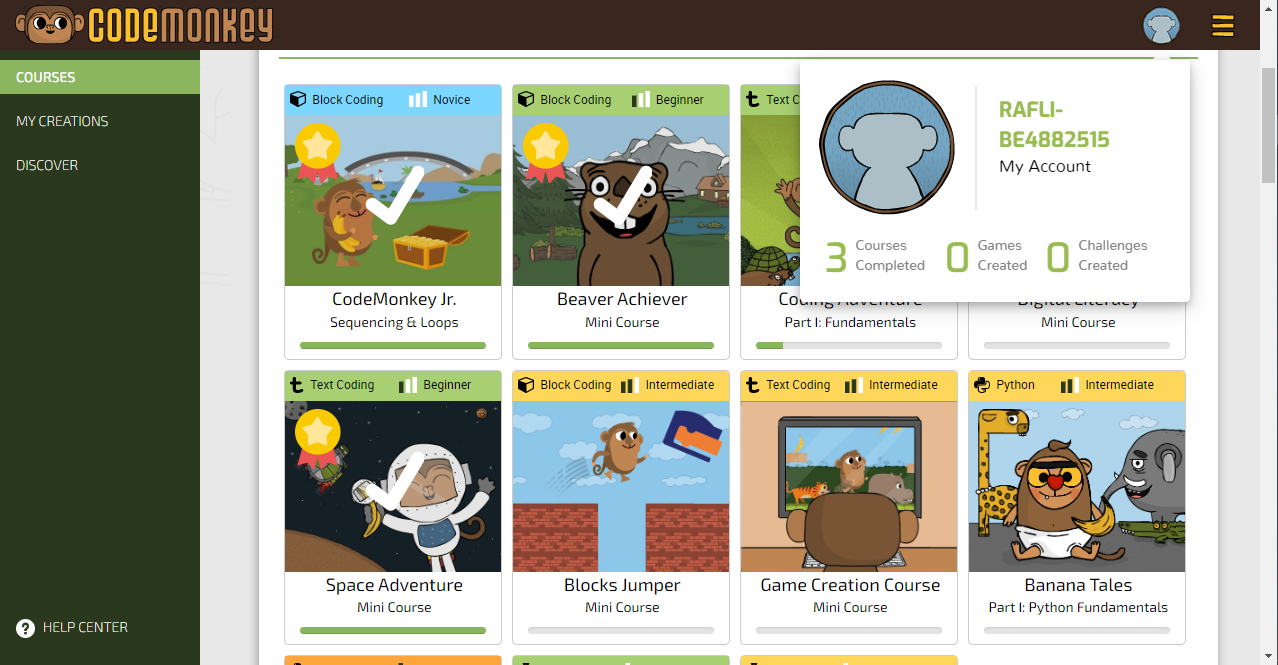 CODEMONKEY
COURSES
MY CREATIONS
DISCOVER
HELP CENTER
RAFLI-
BE4882515
My Account
3 Courses
Completed
0 Games
Created
0 Challenges
Created
Block Coding Novice
CodeMonkey Jr.
Sequencing & Loops
Block Coding Beginner
Beaver Achiever
Mini Course
Text C
Coding Adventure
Part I: Fundamentals
Digital Literacy
Mini Course
Text Coding Beginner
Space Adventure
Mini Course
Block Coding Intermediate
Blocks Jumper
Mini Course
Text Coding Intermediate
Game Creation Course
Mini Course
Python Intermediate
Banana Tales
Part I: Python Fundamentals